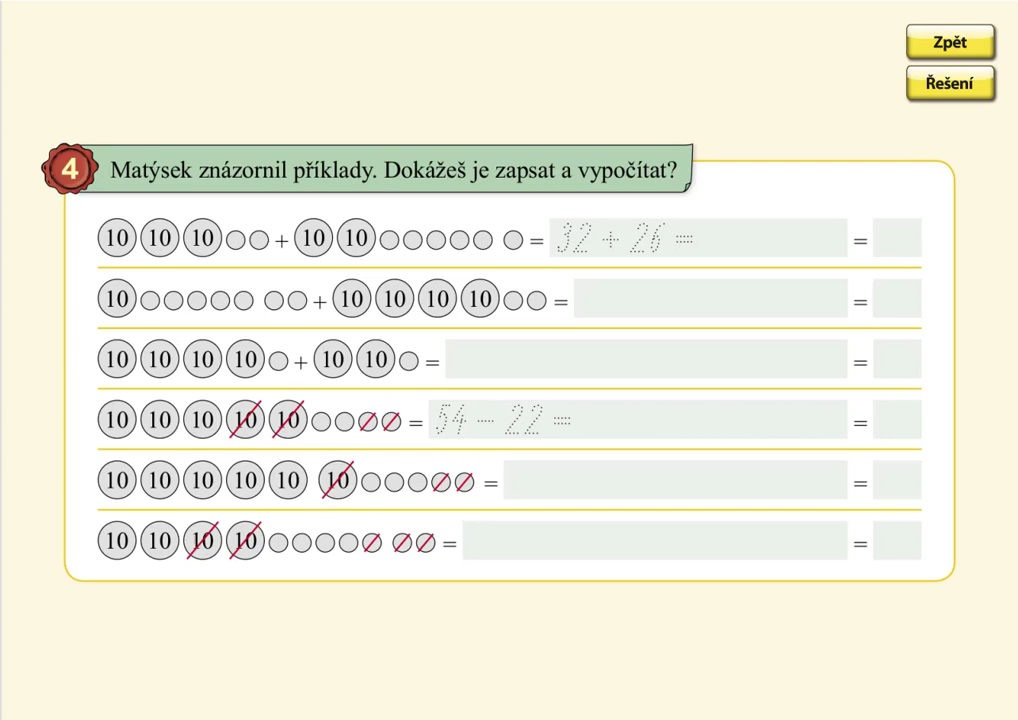 Zpět
Řešení
4 Matýsek znázornil příklady. Dokážeš je zapsat a vypočítat?
10 10 10 + 10 10 = 32 + 26 = =
10 + 10 10 10 10 = =
10 10 10 10 + 10 10 = =
10 10 10 10 10 = 54 - 22 = =
10 10 10 10 10 10 = =
10 10 10 10 = =